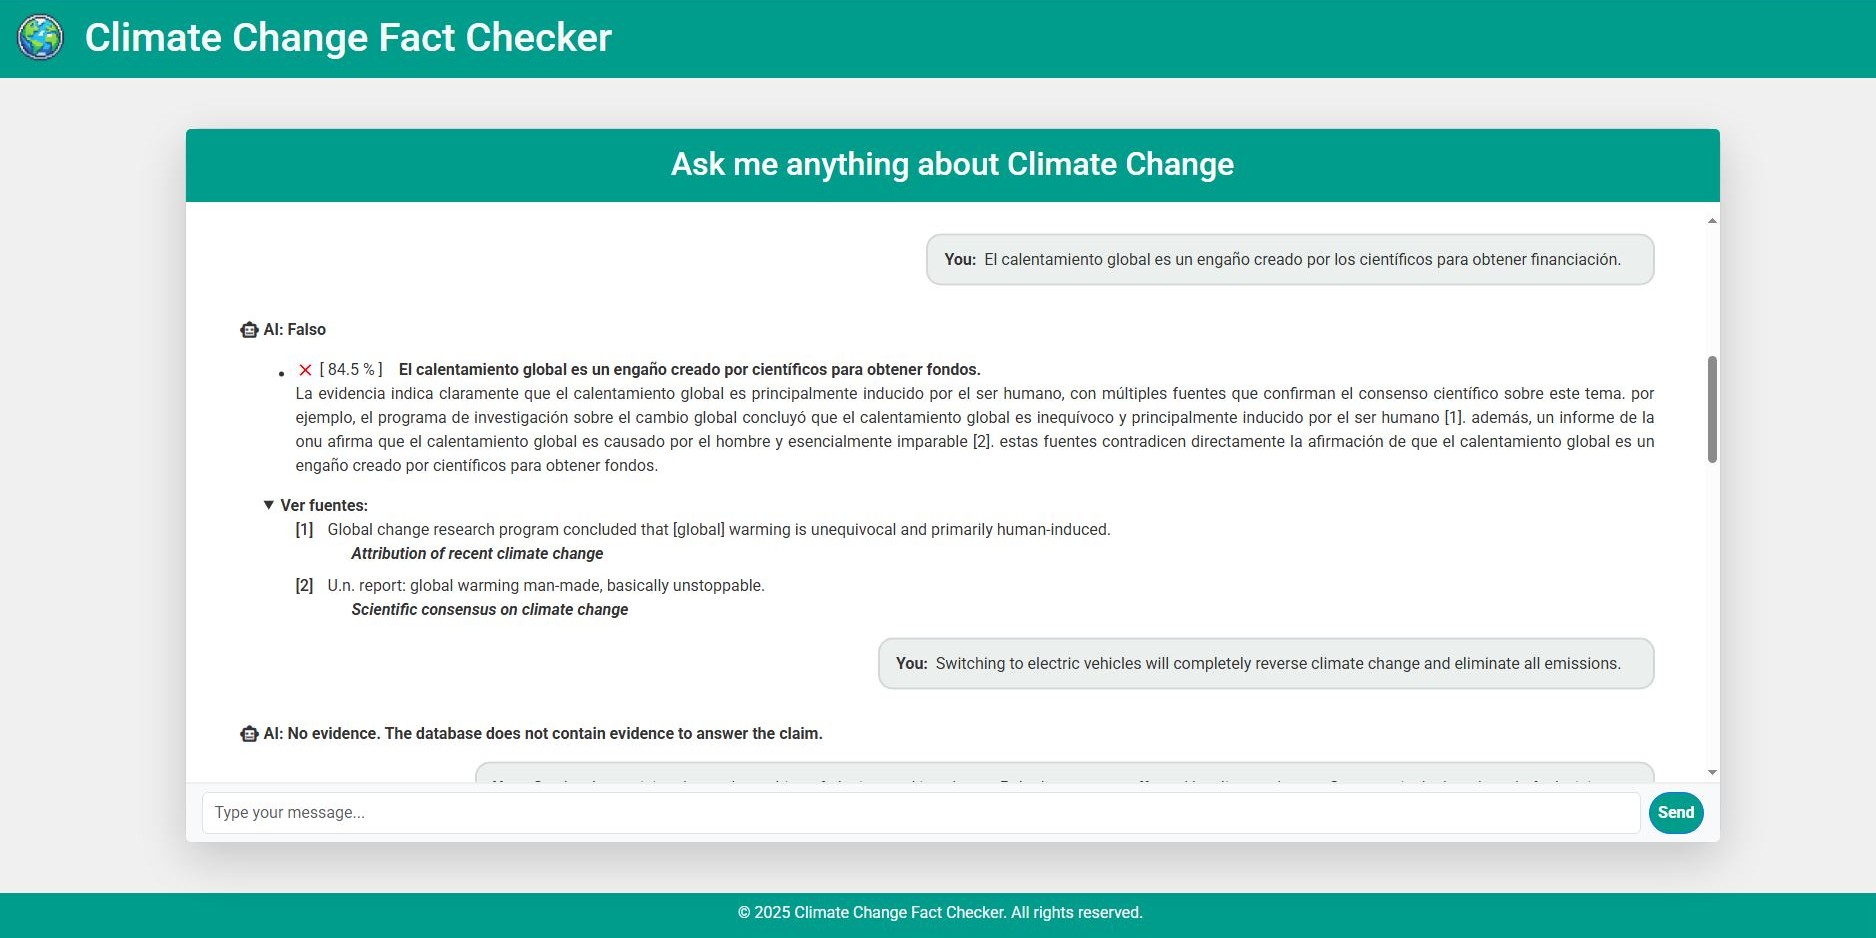 Climate Change Fact Checker
Ask me anything about Climate Change
You: El calentamiento global es un engaño creado por los científicos para obtener financiación.
AI: Falso
[ 84.5 % ] El calentamiento global es un engaño creado por científicos para obtener fondos.
La evidencia indica claramente que el calentamiento global es principalmente inducido por el ser humano, con múltiples fuentes que confirman el consenso científico sobre este tema. por
ejemplo, el programa de investigación sobre el cambio global concluyó que el calentamiento global es inequívoco y principalmente inducido por el ser humano [1]. además, un informe de la
onu afirma que el calentamiento global es causado por el hombre y esencialmente imparable [2]. estas fuentes contradicen directamente la afirmación de que el calentamiento global es un
engaño creado por científicos para obtener fondos.
Ver fuentes:
[1] Global change research program concluded that [global] warming is unequivocal and primarily human-induced.
Attribution of recent climate change
[2] U.n. report: global warming man-made, basically unstoppable.
Scientific consensus on climate change
You: Switching to electric vehicles will completely reverse climate change and eliminate all emissions.
AI: No evidence. The database does not contain evidence to answer the claim.
Type your message...
Send
© 2025 Climate Change Fact Checker. All rights reserved.